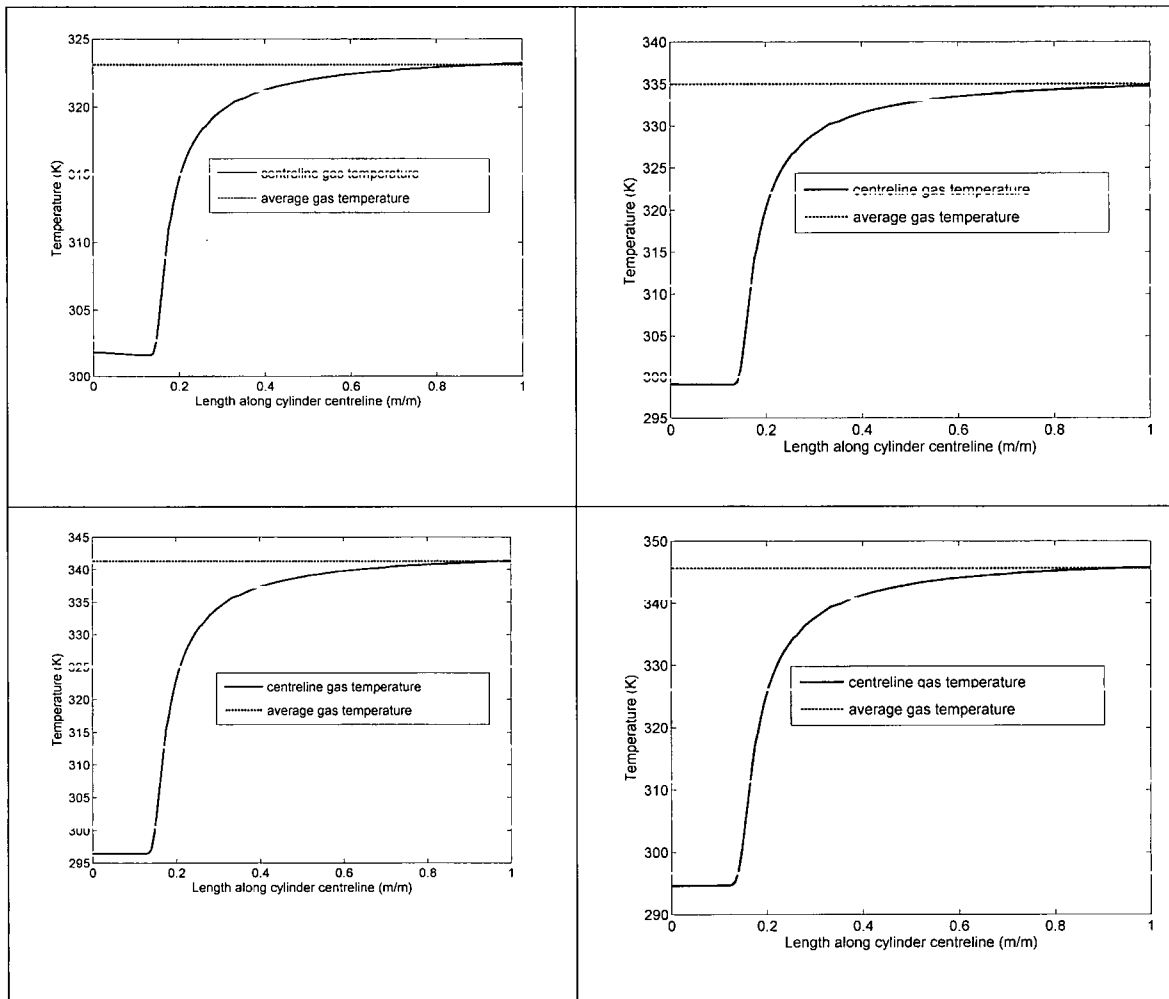 325
320
315
310
305
300
Temperature (K)
centreline gas temperature
average gas temperature
0 0.2 0.4 0.6 0.8 1
Length along cylinder centreline (m/m)
340
335
330
325
320
315
310
305
300
295
Temperature (K)
centreline gas temperature
average gas temperature
0 0.2 0.4 0.6 0.8 1
Length along cylinder centreline (m/m)
345
340
335
330
325
320
315
310
305
300
295
Temperature (K)
centreline gas temperature
average gas temperature
0 0.2 0.4 0.6 0.8 1
Length along cylinder centreline (m/m)
350
340
330
320
310
300
290
Temperature (K)
centreline gas temperature
average gas temperature
0 0.2 0.4 0.6 0.8 1
Length along cylinder centreline (m/m)